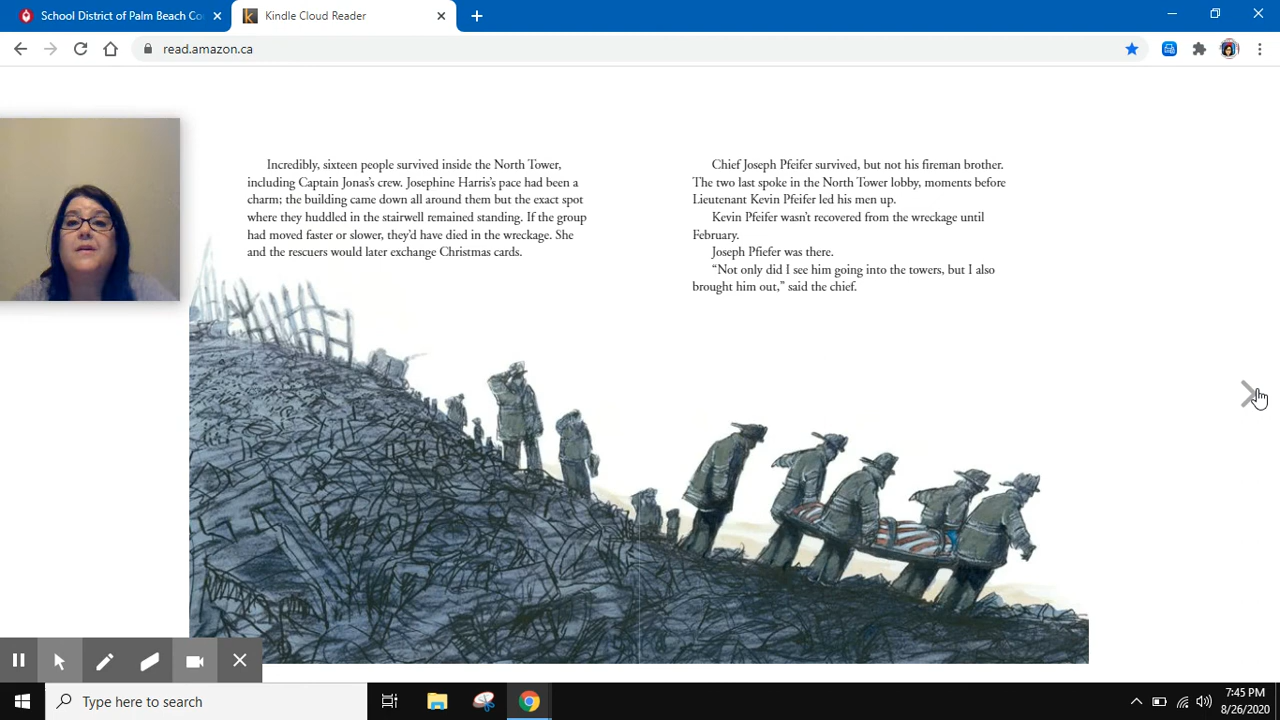 School District of Palm Beach Co
Kindle Cloud Reader
read.amazon.ca
Incredibly, sixteen people survived inside the North Tower,
including Captain Jonas's crew. Josephine Harris's pace had been a
charm; the building came down all around them but the exact spot
where they huddled in the stairwell remained standing. If the group
had moved faster or slower, they'd have died in the wreckage. She
and the rescuers would later exchange Christmas cards.
Chief Joseph Pfeifer survived, but not his fireman brother.
The two last spoke in the North Tower lobby, moments before
Lieutenant Kevin Pfeifer led his men up.
Kevin Pfeifer wasn't recovered from the wreckage until
February.
Joseph Pfiefer was there.
“Not only did I see him going into the towers, but I also
brought him out,” said the chief.
Type here to search
7:45 PM
8/26/2020